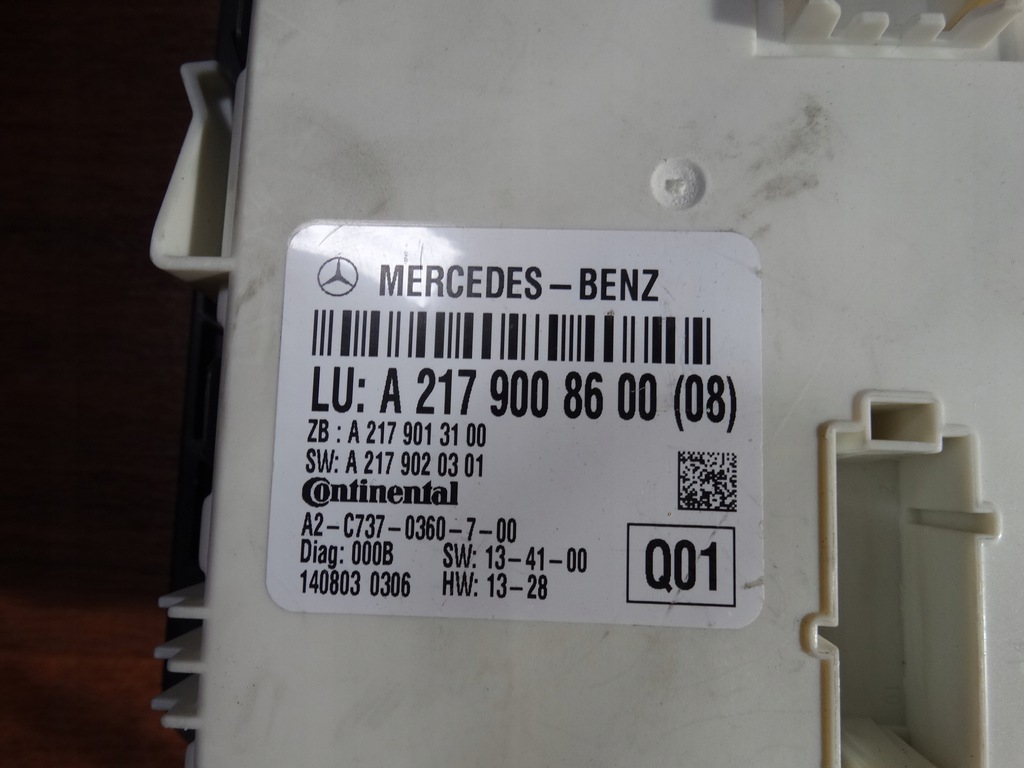 MERCEDES-BENZ
LU: A 217 900 86 00 (08)
ZB : A 217 901 31 00
SW: A 217 902 03 01
Continental
A2-C737-0360-7-00
Diag: 000B SW: 13-41-00
140803 0306 HW: 13-28
Q01